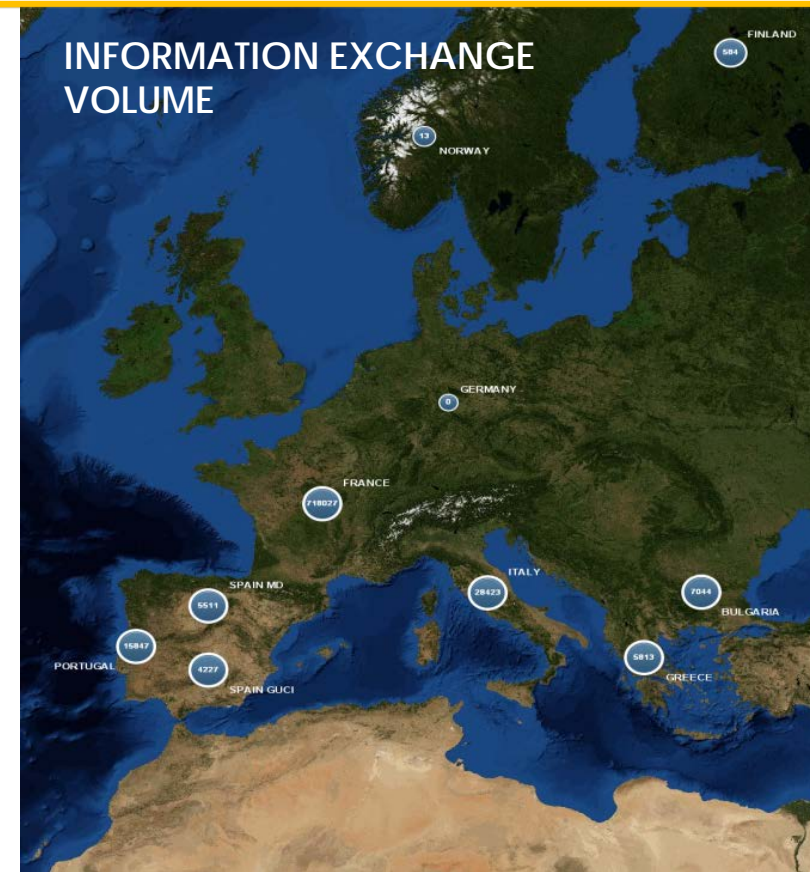 INFORMATION EXCHANGE
VOLUME
FINLAND
584
13
NORWAY
GERMANY
0
FRANCE
718027
SPAIN MD
5511
ITALY
28423
7044
BULGARIA
15847
PORTUGAL
4227
SPAIN GUCI
5813
GREECE